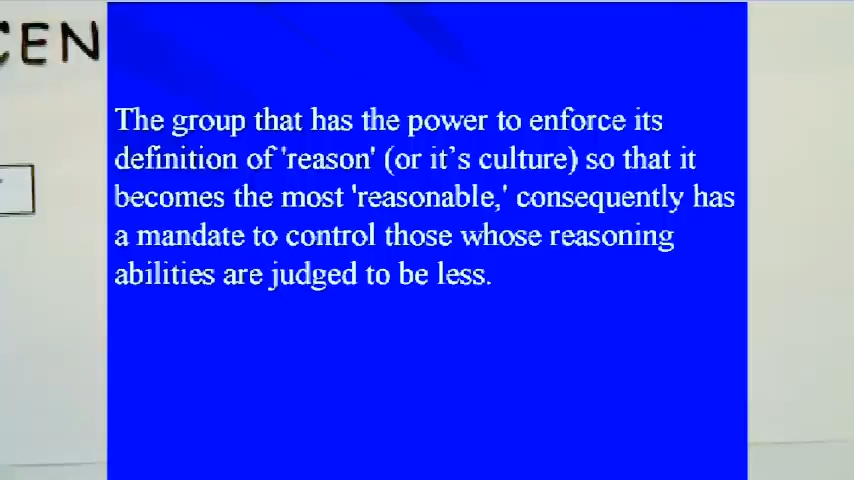 CEN
The group that has the power to enforce its
definition of 'reason' (or it’s culture) so that it
becomes the most 'reasonable,' consequently has
a mandate to control those whose reasoning
abilities are judged to be less.